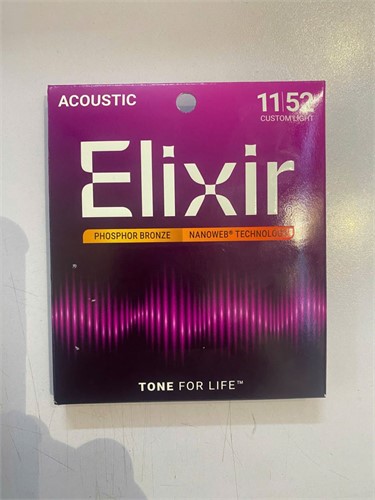 ACOUSTIC
11|52
CUSTOM LIGHT
Elixir
PHOSPHOR BRONZE NANOWEB® TECHNOLOGY
TONE FOR LIFE™